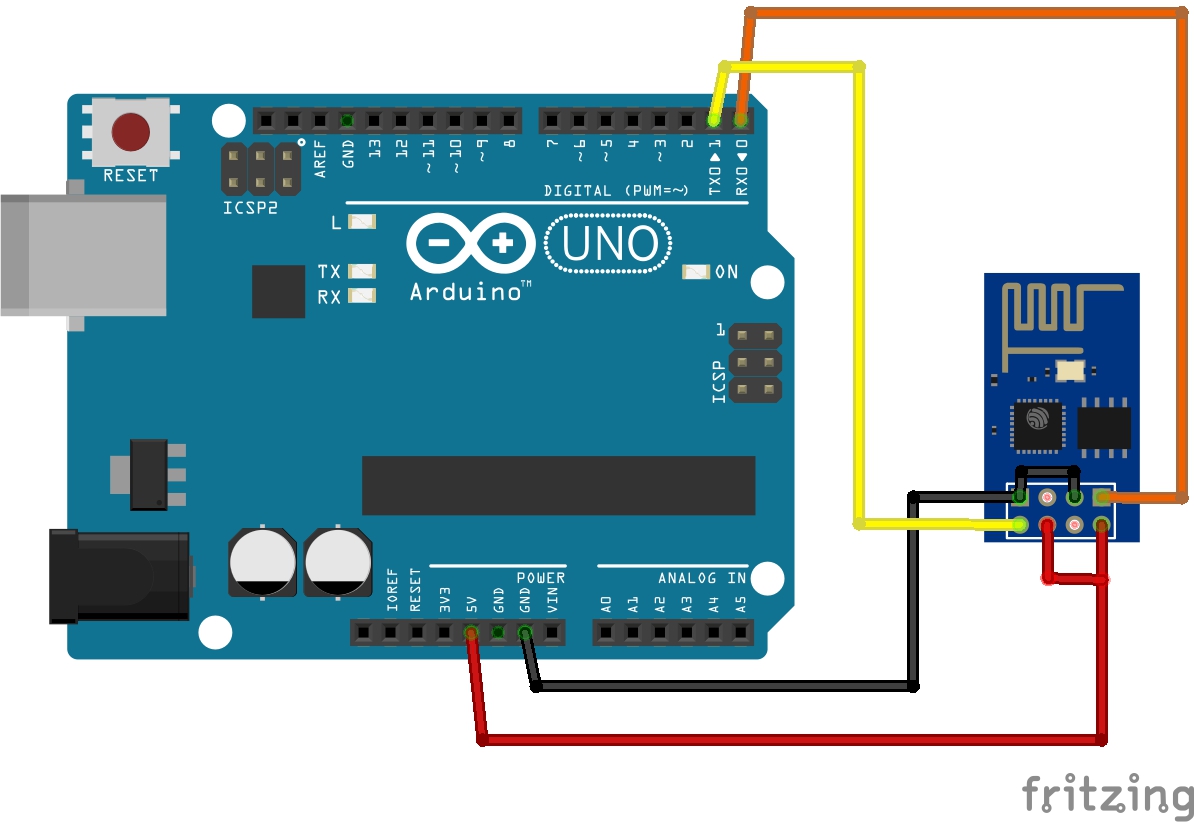 RESET
ICSP2
AREF
GND
13
12
~11
~10
~9
8
7
~6
~5
4
~3
2
TX0▶1
RX0◀0
DIGITAL (PWM=~)
L
TX
RX
UNO
Arduino™
ON
1
ICSP
POWER
ANALOG IN
IOREF
RESET
3V3
5V
GND
GND
VIN
A0
A1
A2
A3
A4
A5
fritzing